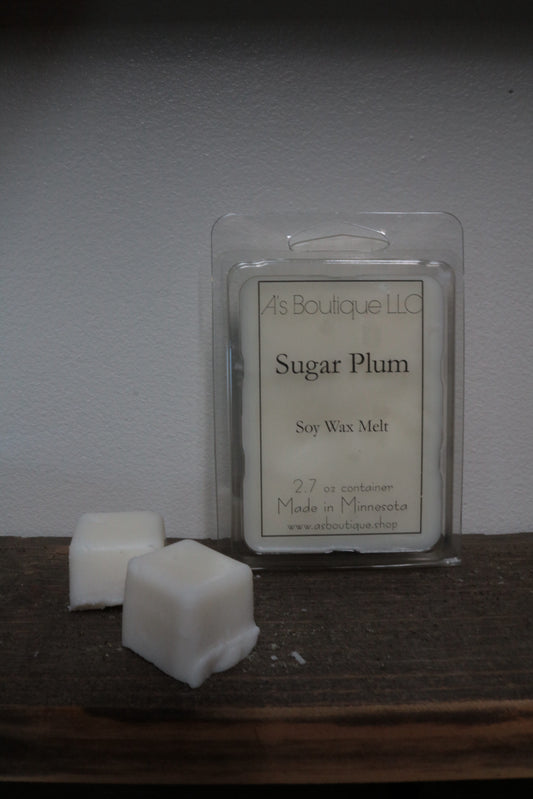 A's Boutique LLC
Sugar Plum
Soy Wax Melt
2.7 oz container
Made in Minnesota
www.asboutique.shop